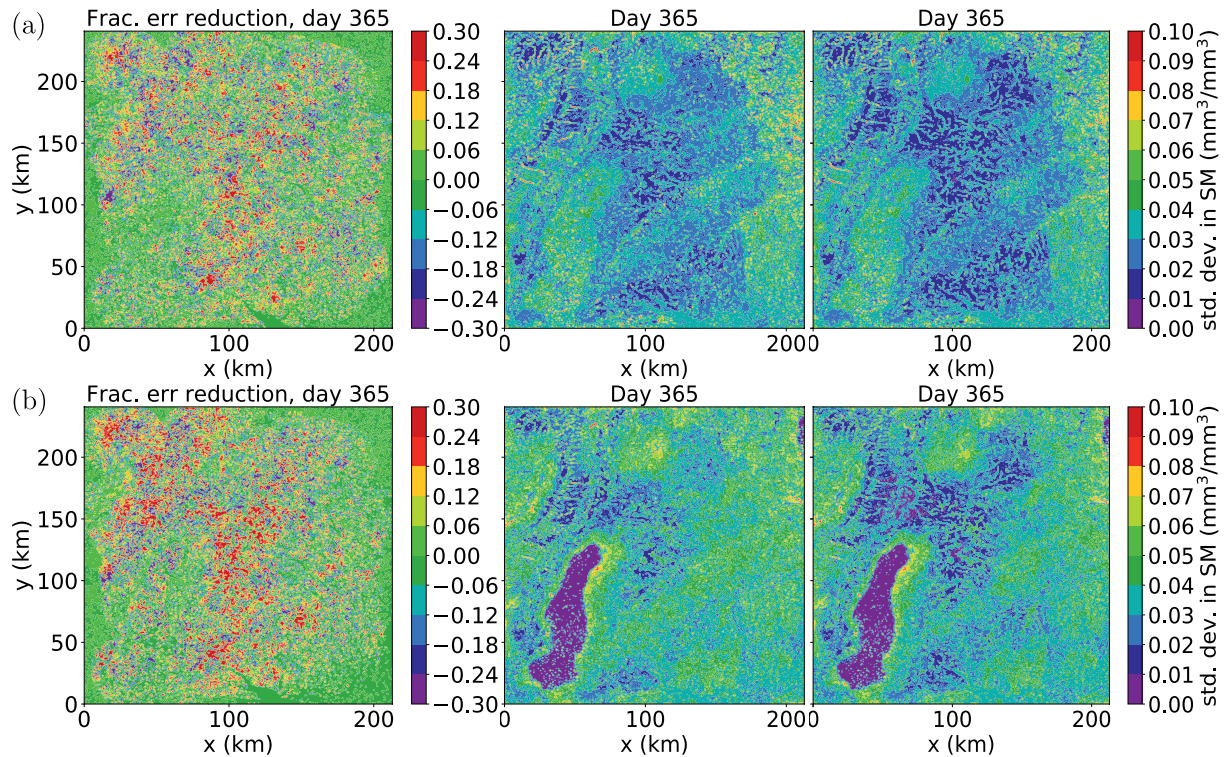 (a)
Frac. err reduction, day 365
Day 365
Day 365
y (km)
200
150
100
50
0
0 100 200
x (km)
0.30
0.24
0.18
0.12
0.06
0.00
−0.06
−0.12
−0.18
−0.24
−0.30
0 100 200
x (km)
0 100 200
x (km)
0.10
0.09
0.08
0.07
0.06
0.05
0.04
0.03
0.02
0.01
0.00
std. dev. in SM (mm³/mm³)
(b)
Frac. err reduction, day 365
Day 365
Day 365
y (km)
200
150
100
50
0
0 100 200
x (km)
0.30
0.24
0.18
0.12
0.06
0.00
−0.06
−0.12
−0.18
−0.24
−0.30
0 100 200
x (km)
0 100 200
x (km)
0.10
0.09
0.08
0.07
0.06
0.05
0.04
0.03
0.02
0.01
0.00
std. dev. in SM (mm³/mm³)